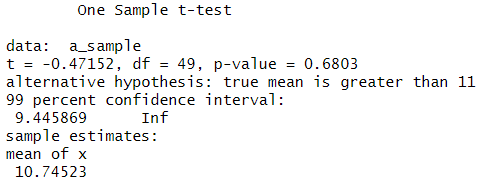 One Sample t-test
data: a_sample
t = -0.47152, df = 49, p-value = 0.6803
alternative hypothesis: true mean is greater than 11
99 percent confidence interval:
9.445869 Inf
sample estimates:
mean of x
10.74523